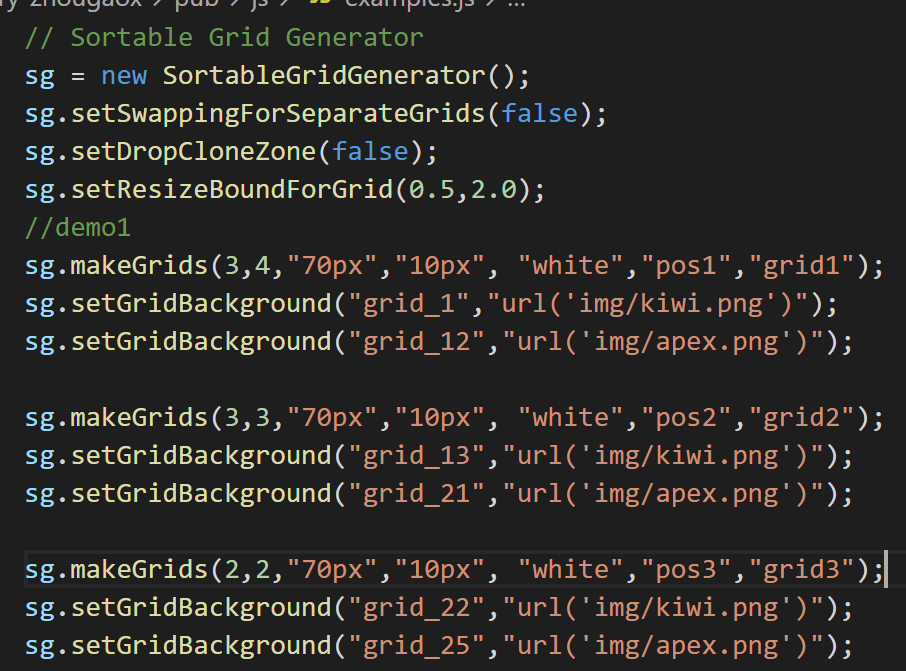 pub > js > JS examples.js > ...
// Sortable Grid Generator
sg = new SortableGridGenerator();
sg.setSwappingForSeparateGrids(false);
sg.setDropCloneZone(false);
sg.setResizeBoundForGrid(0.5,2.0);
//demo1
sg.makeGrids(3,4,"70px","10px", "white","pos1","grid1");
sg.setGridBackground("grid_1","url('img/kiwi.png')");
sg.setGridBackground("grid_12","url('img/apex.png')");
sg.makeGrids(3,3,"70px","10px", "white","pos2","grid2");
sg.setGridBackground("grid_13","url('img/kiwi.png')");
sg.setGridBackground("grid_21","url('img/apex.png')");
sg.makeGrids(2,2,"70px","10px", "white","pos3","grid3");
sg.setGridBackground("grid_22","url('img/kiwi.png')");
sg.setGridBackground("grid_25","url('img/apex.png')");